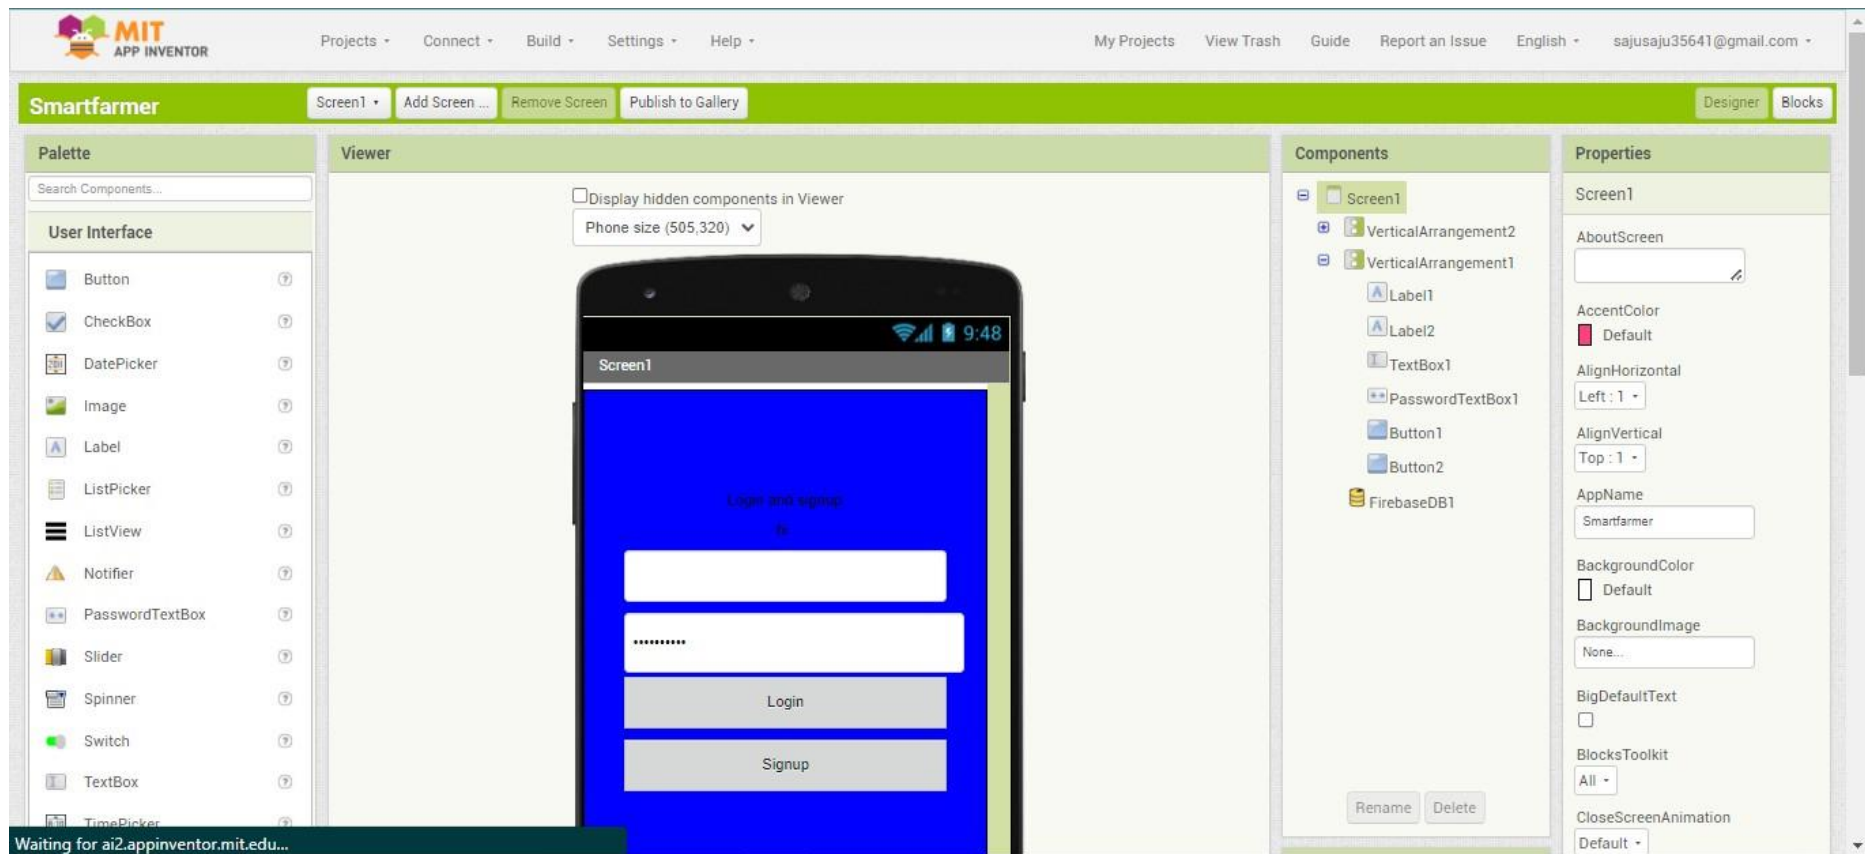 MIT
APP INVENTOR
Projects Connect Build Settings Help My Projects View Trash Guide Report an Issue English sajusaju35641@gmail.com
Smartfarmer Screen1 Add Screen ... Remove Screen Publish to Gallery Designer Blocks
Palette
Search Components...
User Interface
Button
CheckBox
DatePicker
Image
Label
ListPicker
ListView
Notifier
PasswordTextBox
Slider
Spinner
Switch
TextBox
TimePicker
Waiting for ai2.appinventor.mit.edu...
Viewer
Display hidden components in Viewer
Phone size (505,320)
9:48
Screen1
Login and signup
Login
Signup
Components
Screen1
VerticalArrangement2
VerticalArrangement1
Label1
Label2
TextBox1
PasswordTextBox1
Button1
Button2
FirebaseDB1
Rename Delete
Properties
Screen1
AboutScreen
AccentColor
Default
AlignHorizontal
Left : 1
AlignVertical
Top : 1
AppName
Smartfarmer
BackgroundColor
Default
BackgroundImage
None...
BigDefaultText
BlocksToolkit
All
CloseScreenAnimation
Default